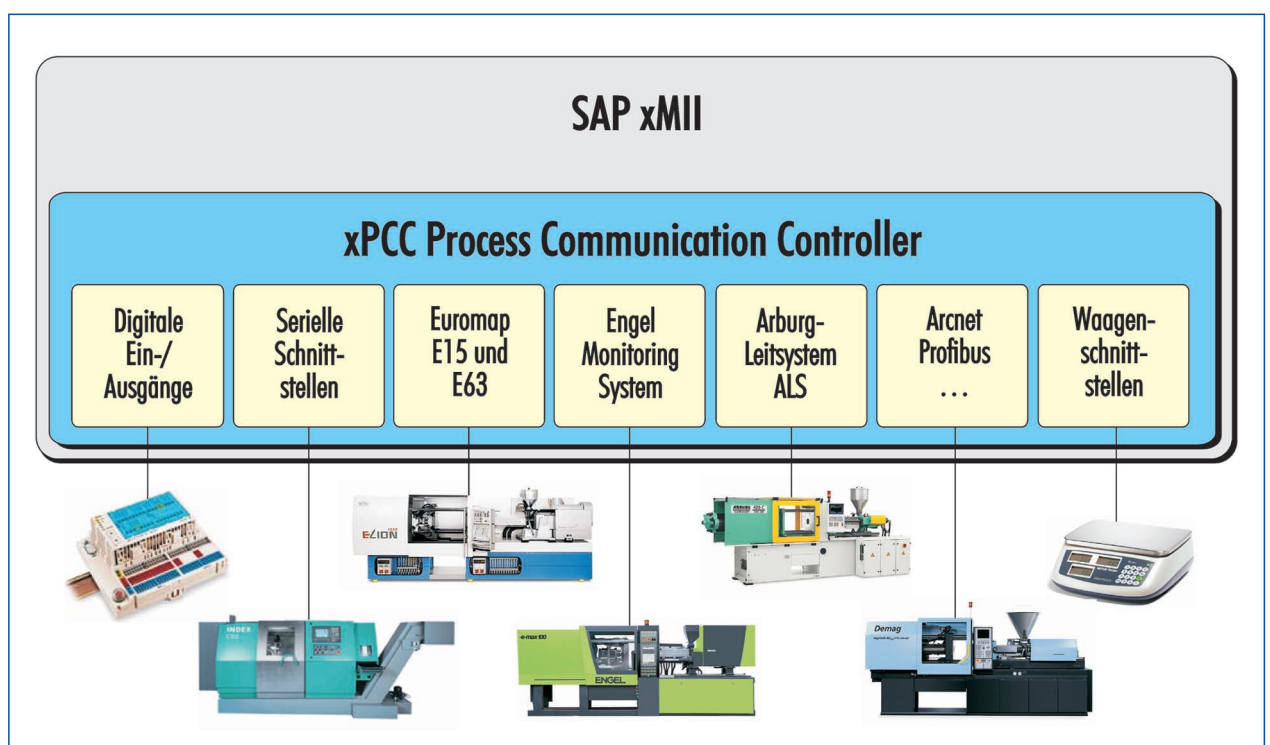 SAP xMII
xPCC Process Communication Controller
Digitale
Ein-/
Ausgänge
Serielle
Schnitt-
stellen
Euromap
E15 und
E63
Engel
Monitoring
System
Arburg-
Leitsystem
ALS
Arcnet
Profibus
...
Waagen-
schnitt-
stellen
ELION
INDEX
e-max 100
ENGEL
ARBURG
Demag